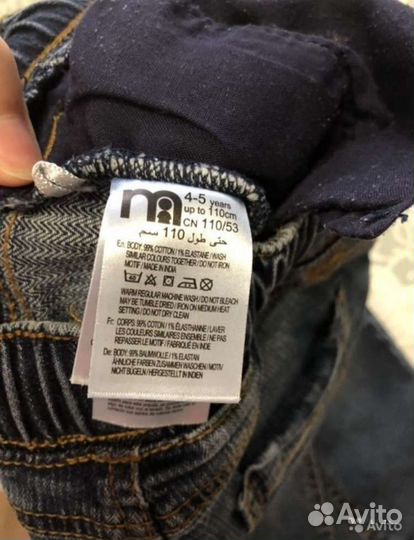 m
4-5 years
up to 110cm
CN 110/53
حتى طول 110 سم
En: BODY: 99% COTTON / 1% ELASTANE / WASH
SIMILAR COLOURS TOGETHER / DO NOT IRON
MOTIF / MADE IN INDIA
40
WARM REGULAR MACHINE WASH / DO NOT BLEACH
MAY BE TUMBLE DRIED / IRON ON MEDIUM HEAT
SETTING / DO NOT DRY CLEAN
Fr: CORPS: 99% COTON / 1% ÉLASTHANNE / LAVER
LES COULEURS SIMILAIRES ENSEMBLE / NE PAS
REPASSER / FABRIQUÉ EN INDE
De: BODY: 99% BAUMWOLLE / 1% ELASTAN
ÄHNLICHE FARBEN ZUSAMMEN WASCHEN / MOTIV
NICHT BÜGELN / HERGESTELLT IN INDIEN
Avito
Avito